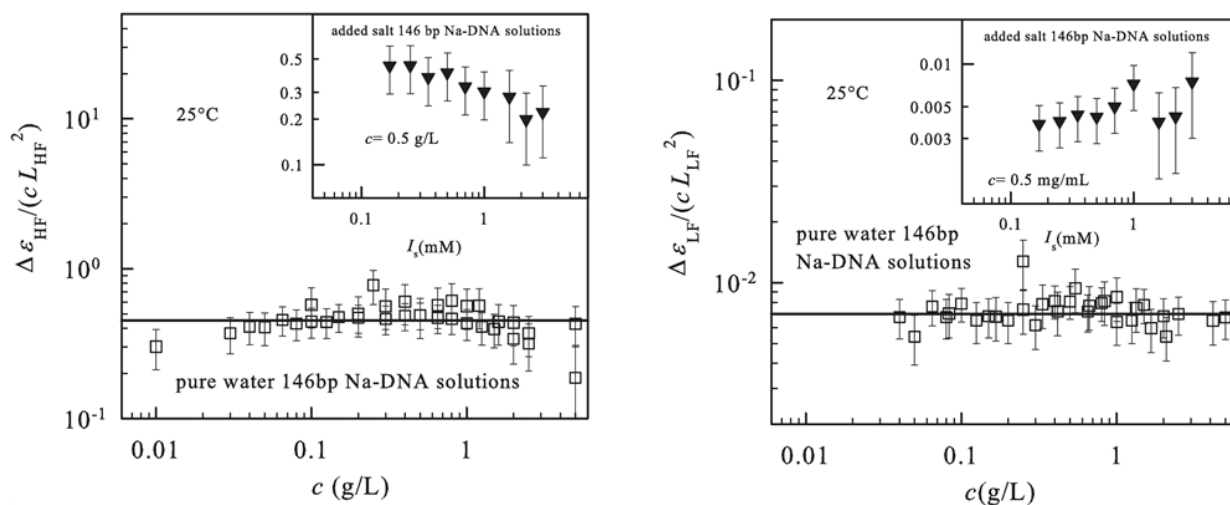 added salt 146 bp Na-DNA solutions
0.5
0.3
0.2
0.1
c= 0.5 g/L
0.1
1
I_s(mM)
25°C
10^1
10^0
10^-1
Δε_HF/(c L_HF^2)
pure water 146bp Na-DNA solutions
0.01
0.1
1
c (g/L)
added salt 146bp Na-DNA solutions
0.01
0.005
0.003
c= 0.5 mg/mL
0.1
1
I_s(mM)
25°C
10^-1
10^-2
Δε_LF/(c L_LF^2)
pure water 146bp
Na-DNA solutions
0.01
0.1
1
c(g/L)